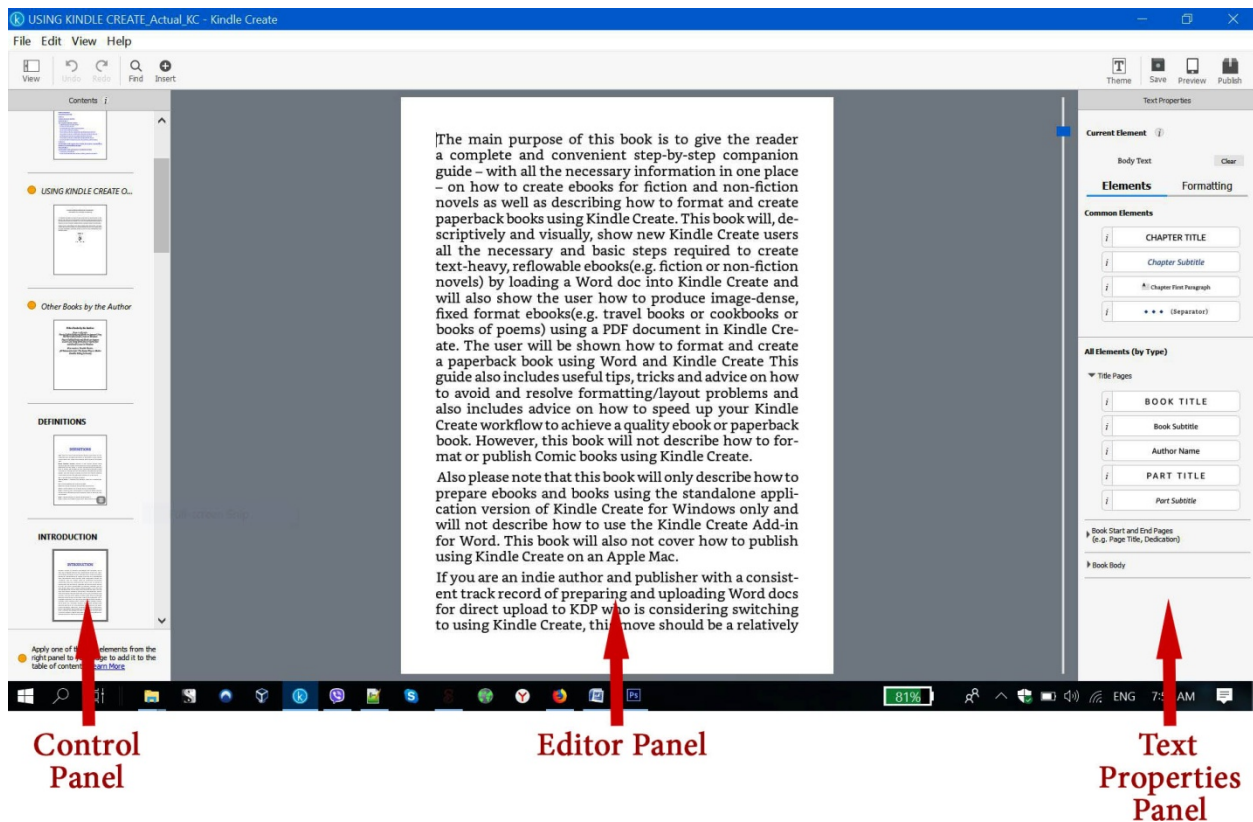 USING KINDLE CREATE_Actual_KC - Kindle Create
File Edit View Help
View Undo Redo Find Insert
Theme Save Preview Publish
Contents i
USING KINDLE CREATE O...
Other Books by the Author
DEFINITIONS
DEFINITIONS
INTRODUCTION
INTRODUCTION
Apply one of elements from the
right panel to ge to add it to the
table of content Learn More
The main purpose of this book is to give the reader
a complete and convenient step-by-step companion
guide – with all the necessary information in one place
– on how to create ebooks for fiction and non-fiction
novels as well as describing how to format and create
paperback books using Kindle Create. This book will, de-
scriptively and visually, show new Kindle Create users
all the necessary and basic steps required to create
text-heavy, reflowable ebooks(e.g. fiction or non-fiction
novels) by loading a Word doc into Kindle Create and
will also show the user how to produce image-dense,
fixed format ebooks(e.g. travel books or cookbooks or
books of poems) using a PDF document in Kindle Cre-
ate. The user will be shown how to format and create
a paperback book using Word and Kindle Create This
guide also includes useful tips, tricks and advice on how
to avoid and resolve formatting/layout problems and
also includes advice on how to speed up your Kindle
Create workflow to achieve a quality ebook or paperback
book. However, this book will not describe how to for-
mat or publish Comic books using Kindle Create.
Also please note that this book will only describe how to
prepare ebooks and books using the standalone appli-
cation version of Kindle Create for Windows only and
will not describe how to use the Kindle Create Add-in
for Word. This book will also not cover how to publish
using Kindle Create on an Apple Mac.
If you are an indie author and publisher with a consist-
ent track record of preparing and uploading Word docs
for direct upload to KDP who is considering switching
to using Kindle Create, this move should be a relatively
Text Properties
Current Element i
Body Text Clear
Elements Formatting
Common Elements
i CHAPTER TITLE
i Chapter Subtitle
i Chapter First Paragraph
i • • • (Separator)
All Elements (by Type)
Title Pages
i BOOK TITLE
i Book Subtitle
i Author Name
i PART TITLE
i Part Subtitle
Book Start and End Pages
(e.g. Page Title, Dedication)
Book Body
81% ENG AM
Control
Panel
Editor Panel
Text
Properties
Panel